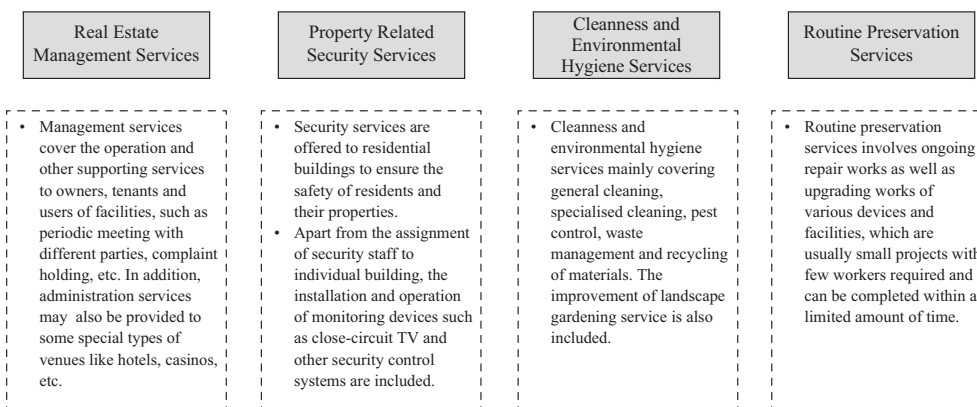 Real Estate
Management Services
Property Related
Security Services
Cleanness and
Environmental
Hygiene Services
Routine Preservation
Services
• Management services
cover the operation and
other supporting services
to owners, tenants and
users of facilities, such as
periodic meeting with
different parties, complaint
holding, etc. In addition,
administration services
may also be provided to
some special types of
venues like hotels, casinos,
etc.
• Security services are
offered to residential
buildings to ensure the
safety of residents and
their properties.
• Apart from the assignment
of security staff to
individual building, the
installation and operation
of monitoring devices such
as close-circuit TV and
other security control
systems are included.
• Cleanness and
environmental hygiene
services mainly covering
general cleaning,
specialised cleaning, pest
control, waste
management and recycling
of materials. The
improvement of landscape
gardening service is also
included.
• Routine preservation
services involves ongoing
repair works as well as
upgrading works of
various devices and
facilities, which are
usually small projects with
few workers required and
can be completed within a
limited amount of time.